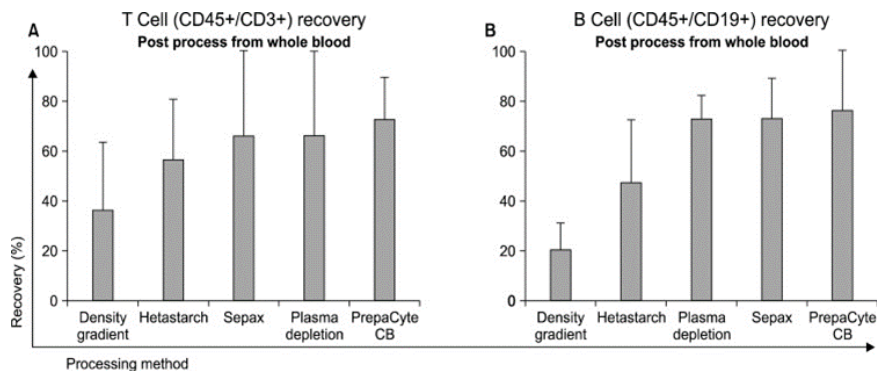 A
T Cell (CD45+/CD3+) recovery
Post process from whole blood
100
80
60
40
20
0
Density
gradient
Hetastarch
Sepax
Plasma
depletion
PrepaCyte
CB
B
B Cell (CD45+/CD19+) recovery
Post process from whole blood
100
80
60
40
20
0
Density
gradient
Hetastarch
Plasma
depletion
Sepax
PrepaCyte
CB
Recovery (%)
Processing method